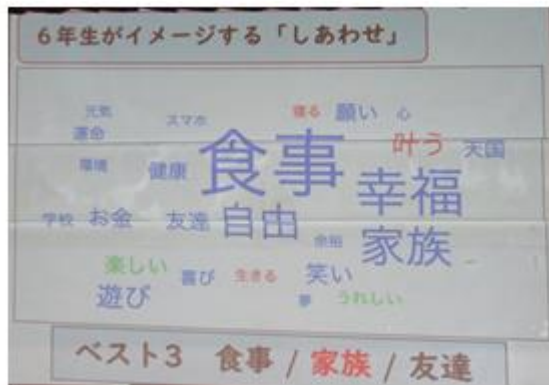 6年生がイメージする「しあわせ」
元気 スマホ 寝る 願い 心
運命 食事 叶う 天国
環境 健康 幸福
学校 お金 友達 自由 余裕 家族
楽しい 喜び 生きる 笑い
遊び 夢 うれしい
ベスト3 食事 / 家族 / 友達